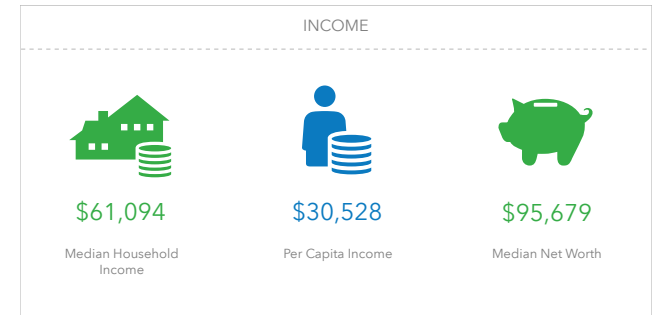 INCOME
$61,094
$30,528
$95,679
Median Household
Income
Per Capita Income
Median Net Worth